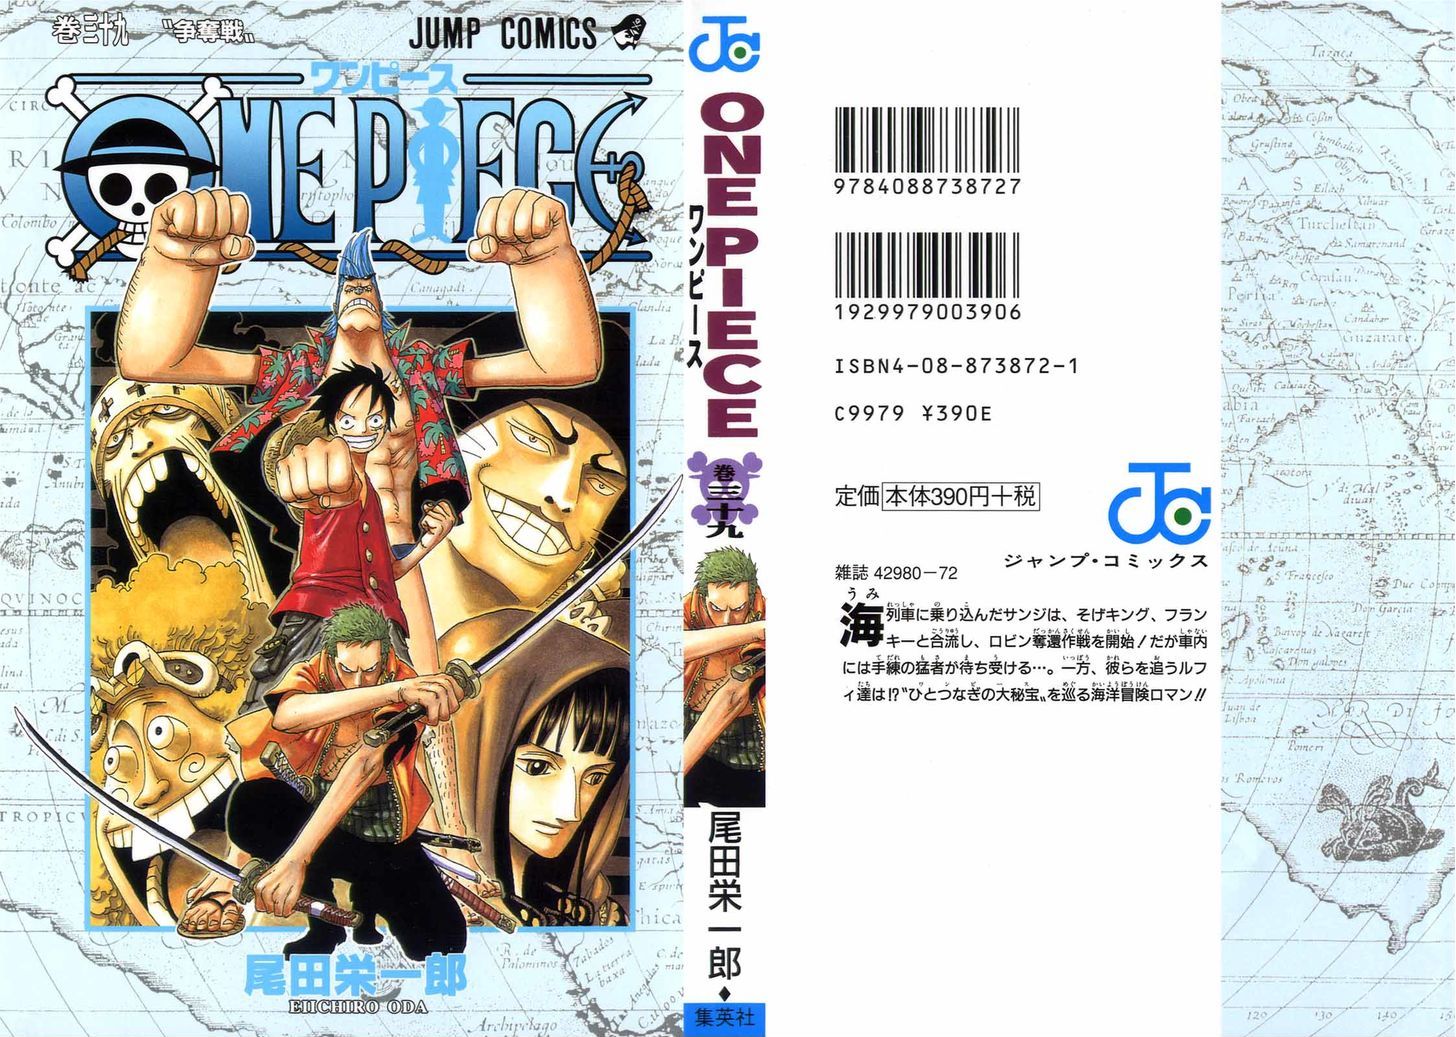 巻三十九 〝争奪戦〟
JUMP COMICS
ワンピース
ONE PIECE
尾田栄一郎
EIICHIRO ODA
JC
ONE PIECE
ワンピース
巻三十九
尾田栄一郎
集英社
9784088738727
1929979003906
ISBN4-08-873872-1
C9979 ¥390E
定価 本体390円+税
JC
ジャンプ・コミックス
雑誌 42980-72
海列車に乗り込んだサンジは、そげキング、フラン
キーと合流し、ロビン奪還作戦を開始！だが車内
には手練の猛者が待ち受ける…。一方、彼らを追うルフ
ィ達は!?〝ひとつなぎの大秘宝〟を巡る海洋冒険ロマン!!